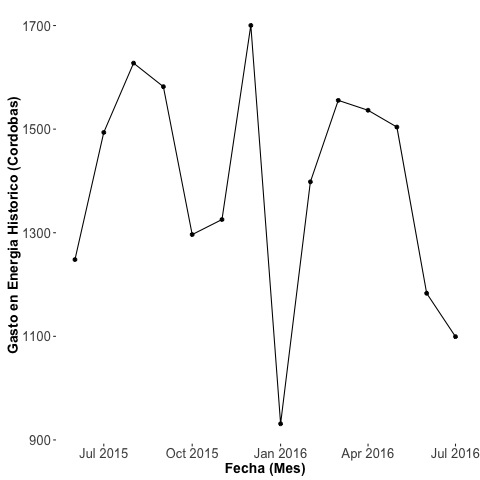 Gasto en Energia Historico (Cordobas)
1700
1500
1300
1100
900
Jul 2015 Oct 2015 Jan 2016 Apr 2016 Jul 2016
Fecha (Mes)